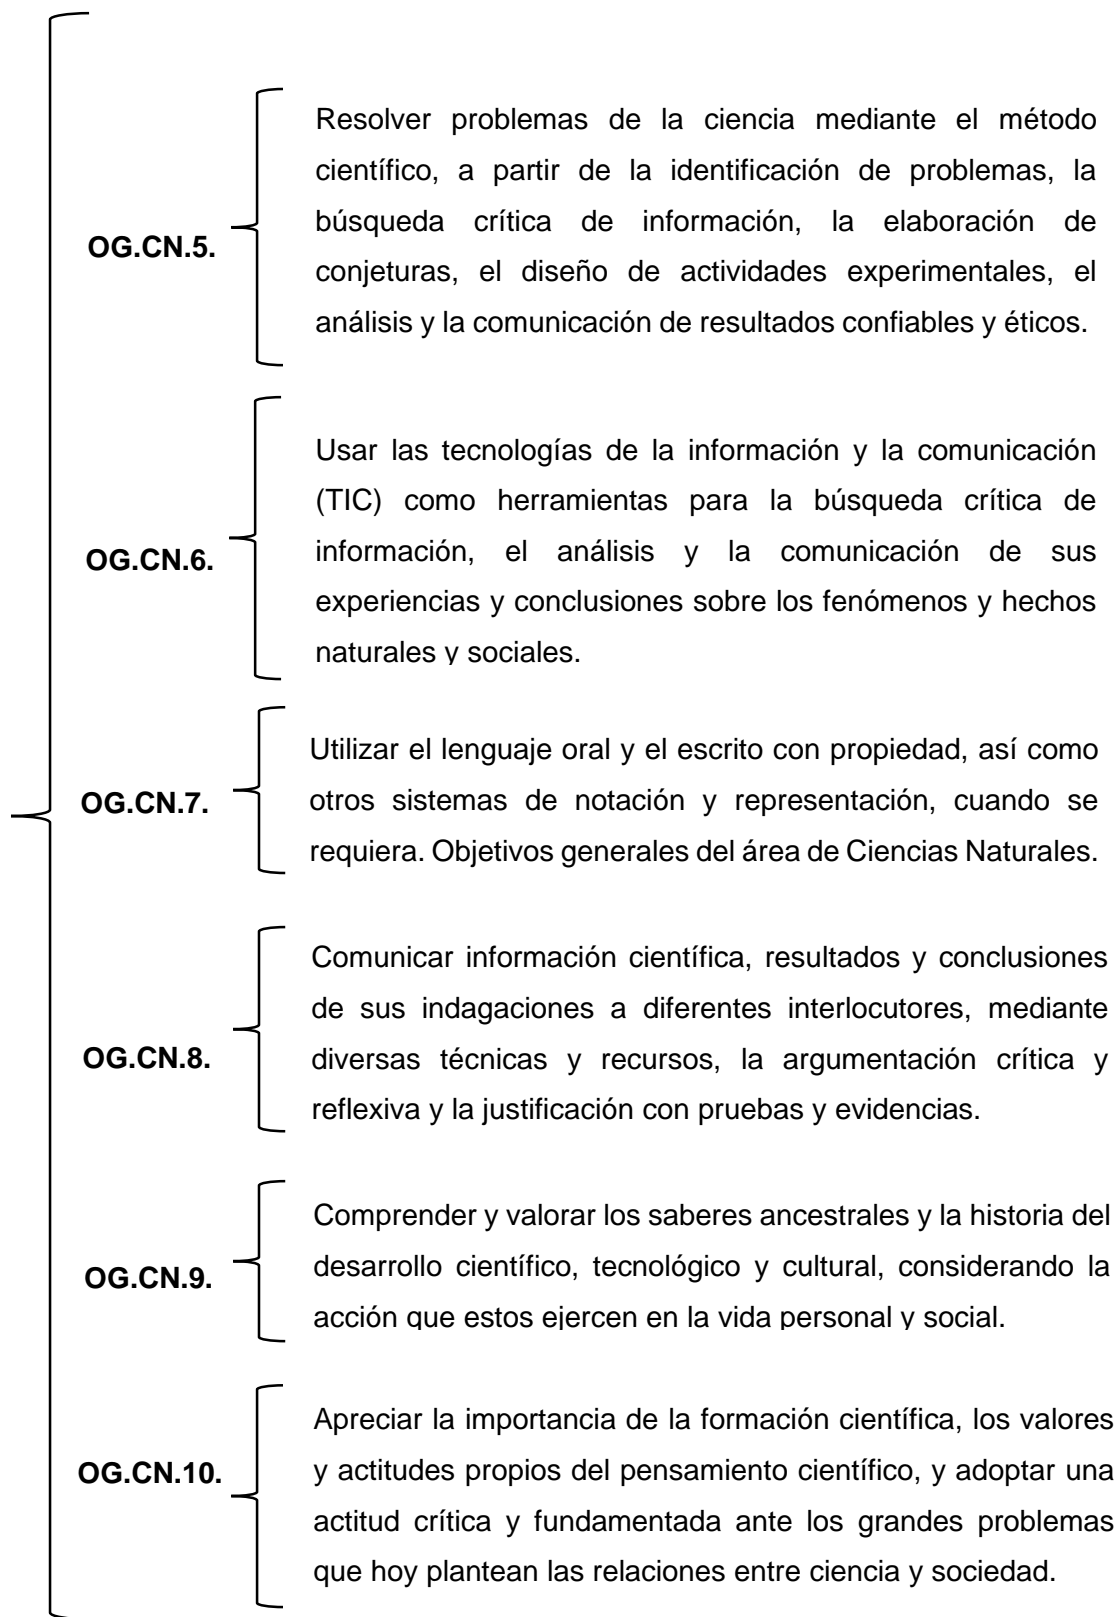 OG.CN.5.
Resolver problemas de la ciencia mediante el método
científico, a partir de la identificación de problemas, la
búsqueda crítica de información, la elaboración de
conjeturas, el diseño de actividades experimentales, el
análisis y la comunicación de resultados confiables y éticos.
OG.CN.6.
Usar las tecnologías de la información y la comunicación
(TIC) como herramientas para la búsqueda crítica de
información, el análisis y la comunicación de sus
experiencias y conclusiones sobre los fenómenos y hechos
naturales y sociales.
OG.CN.7.
Utilizar el lenguaje oral y el escrito con propiedad, así como
otros sistemas de notación y representación, cuando se
requiera. Objetivos generales del área de Ciencias Naturales.
OG.CN.8.
Comunicar información científica, resultados y conclusiones
de sus indagaciones a diferentes interlocutores, mediante
diversas técnicas y recursos, la argumentación crítica y
reflexiva y la justificación con pruebas y evidencias.
OG.CN.9.
Comprender y valorar los saberes ancestrales y la historia del
desarrollo científico, tecnológico y cultural, considerando la
acción que estos ejercen en la vida personal y social.
OG.CN.10.
Apreciar la importancia de la formación científica, los valores
y actitudes propios del pensamiento científico, y adoptar una
actitud crítica y fundamentada ante los grandes problemas
que hoy plantean las relaciones entre ciencia y sociedad.